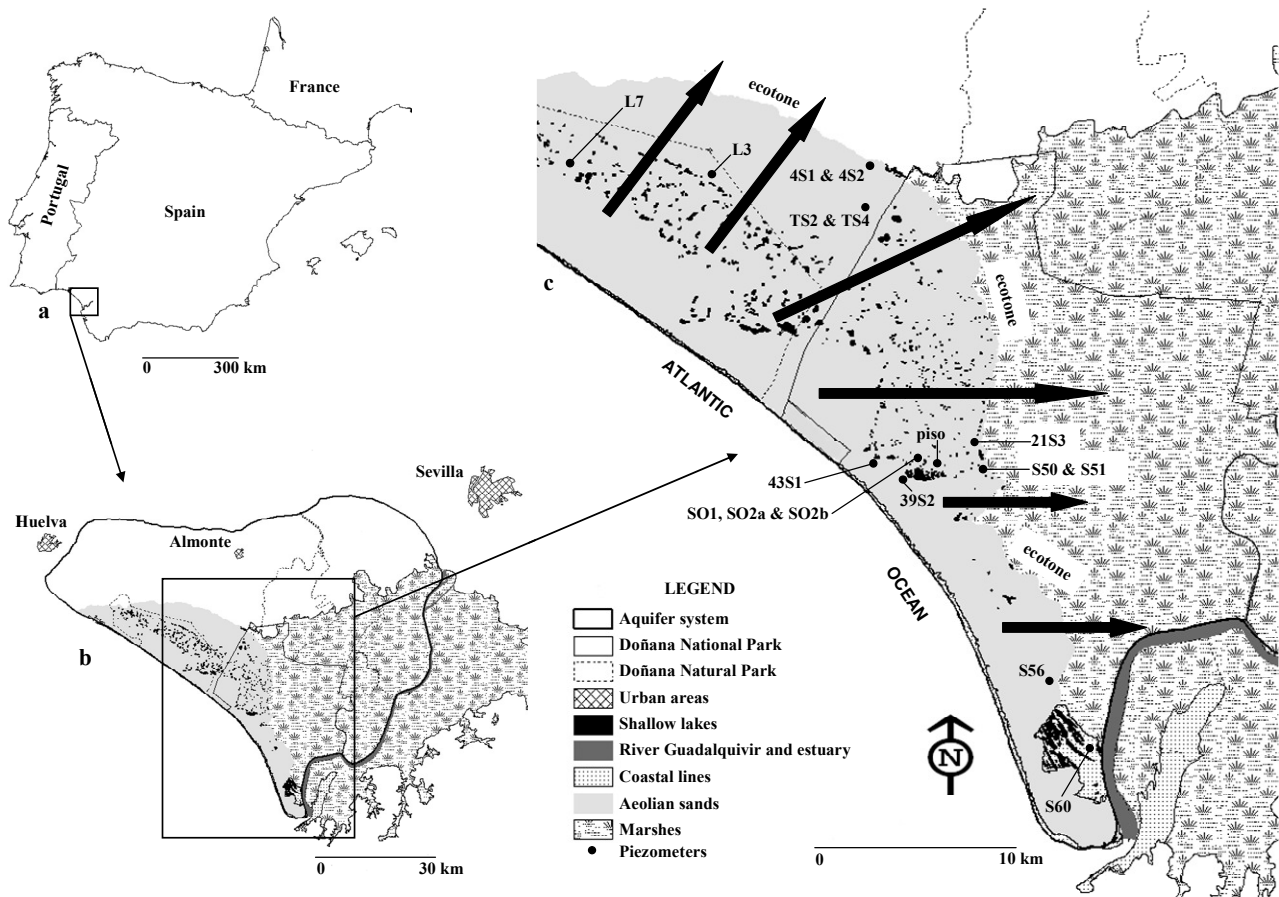 France
Portugal
Spain
a
0 300 km
Sevilla
Huelva
Almonte
b
0 30 km
c
ecotone
L7
L3
4S1 & 4S2
TS2 & TS4
ecotone
ATLANTIC
OCEAN
piso
21S3
S50 & S51
43S1
39S2
SO1, SO2a & SO2b
ecotone
S56
S60
N
0 10 km
LEGEND
Aquifer system
Doñana National Park
Doñana Natural Park
Urban areas
Shallow lakes
River Guadalquivir and estuary
Coastal lines
Aeolian sands
Marshes
Piezometers